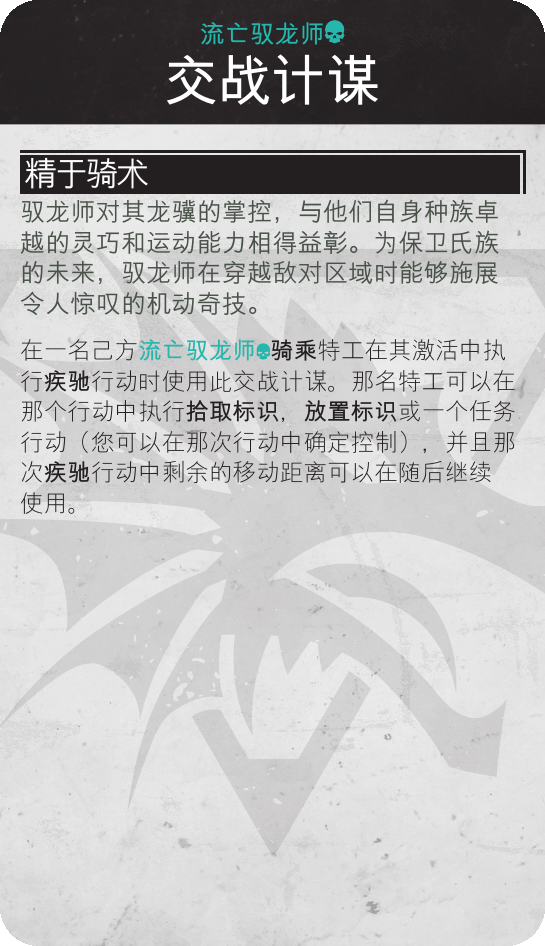 流亡驭龙师
交战计谋
精于骑术
驭龙师对其龙骥的掌控，与他们自身种族卓
越的灵巧和运动能力相得益彰。为保卫氏族
的未来，驭龙师在穿越敌对区域时能够施展
令人惊叹的机动奇技。
在一名己方流亡驭龙师骑乘特工在其激活中执
行疾驰行动时使用此交战计谋。那名特工可以在
那个行动中执行拾取标识，放置标识或一个任务
行动（您可以在那次行动中确定控制），并且那
次疾驰行动中剩余的移动距离可以在随后继续
使用。